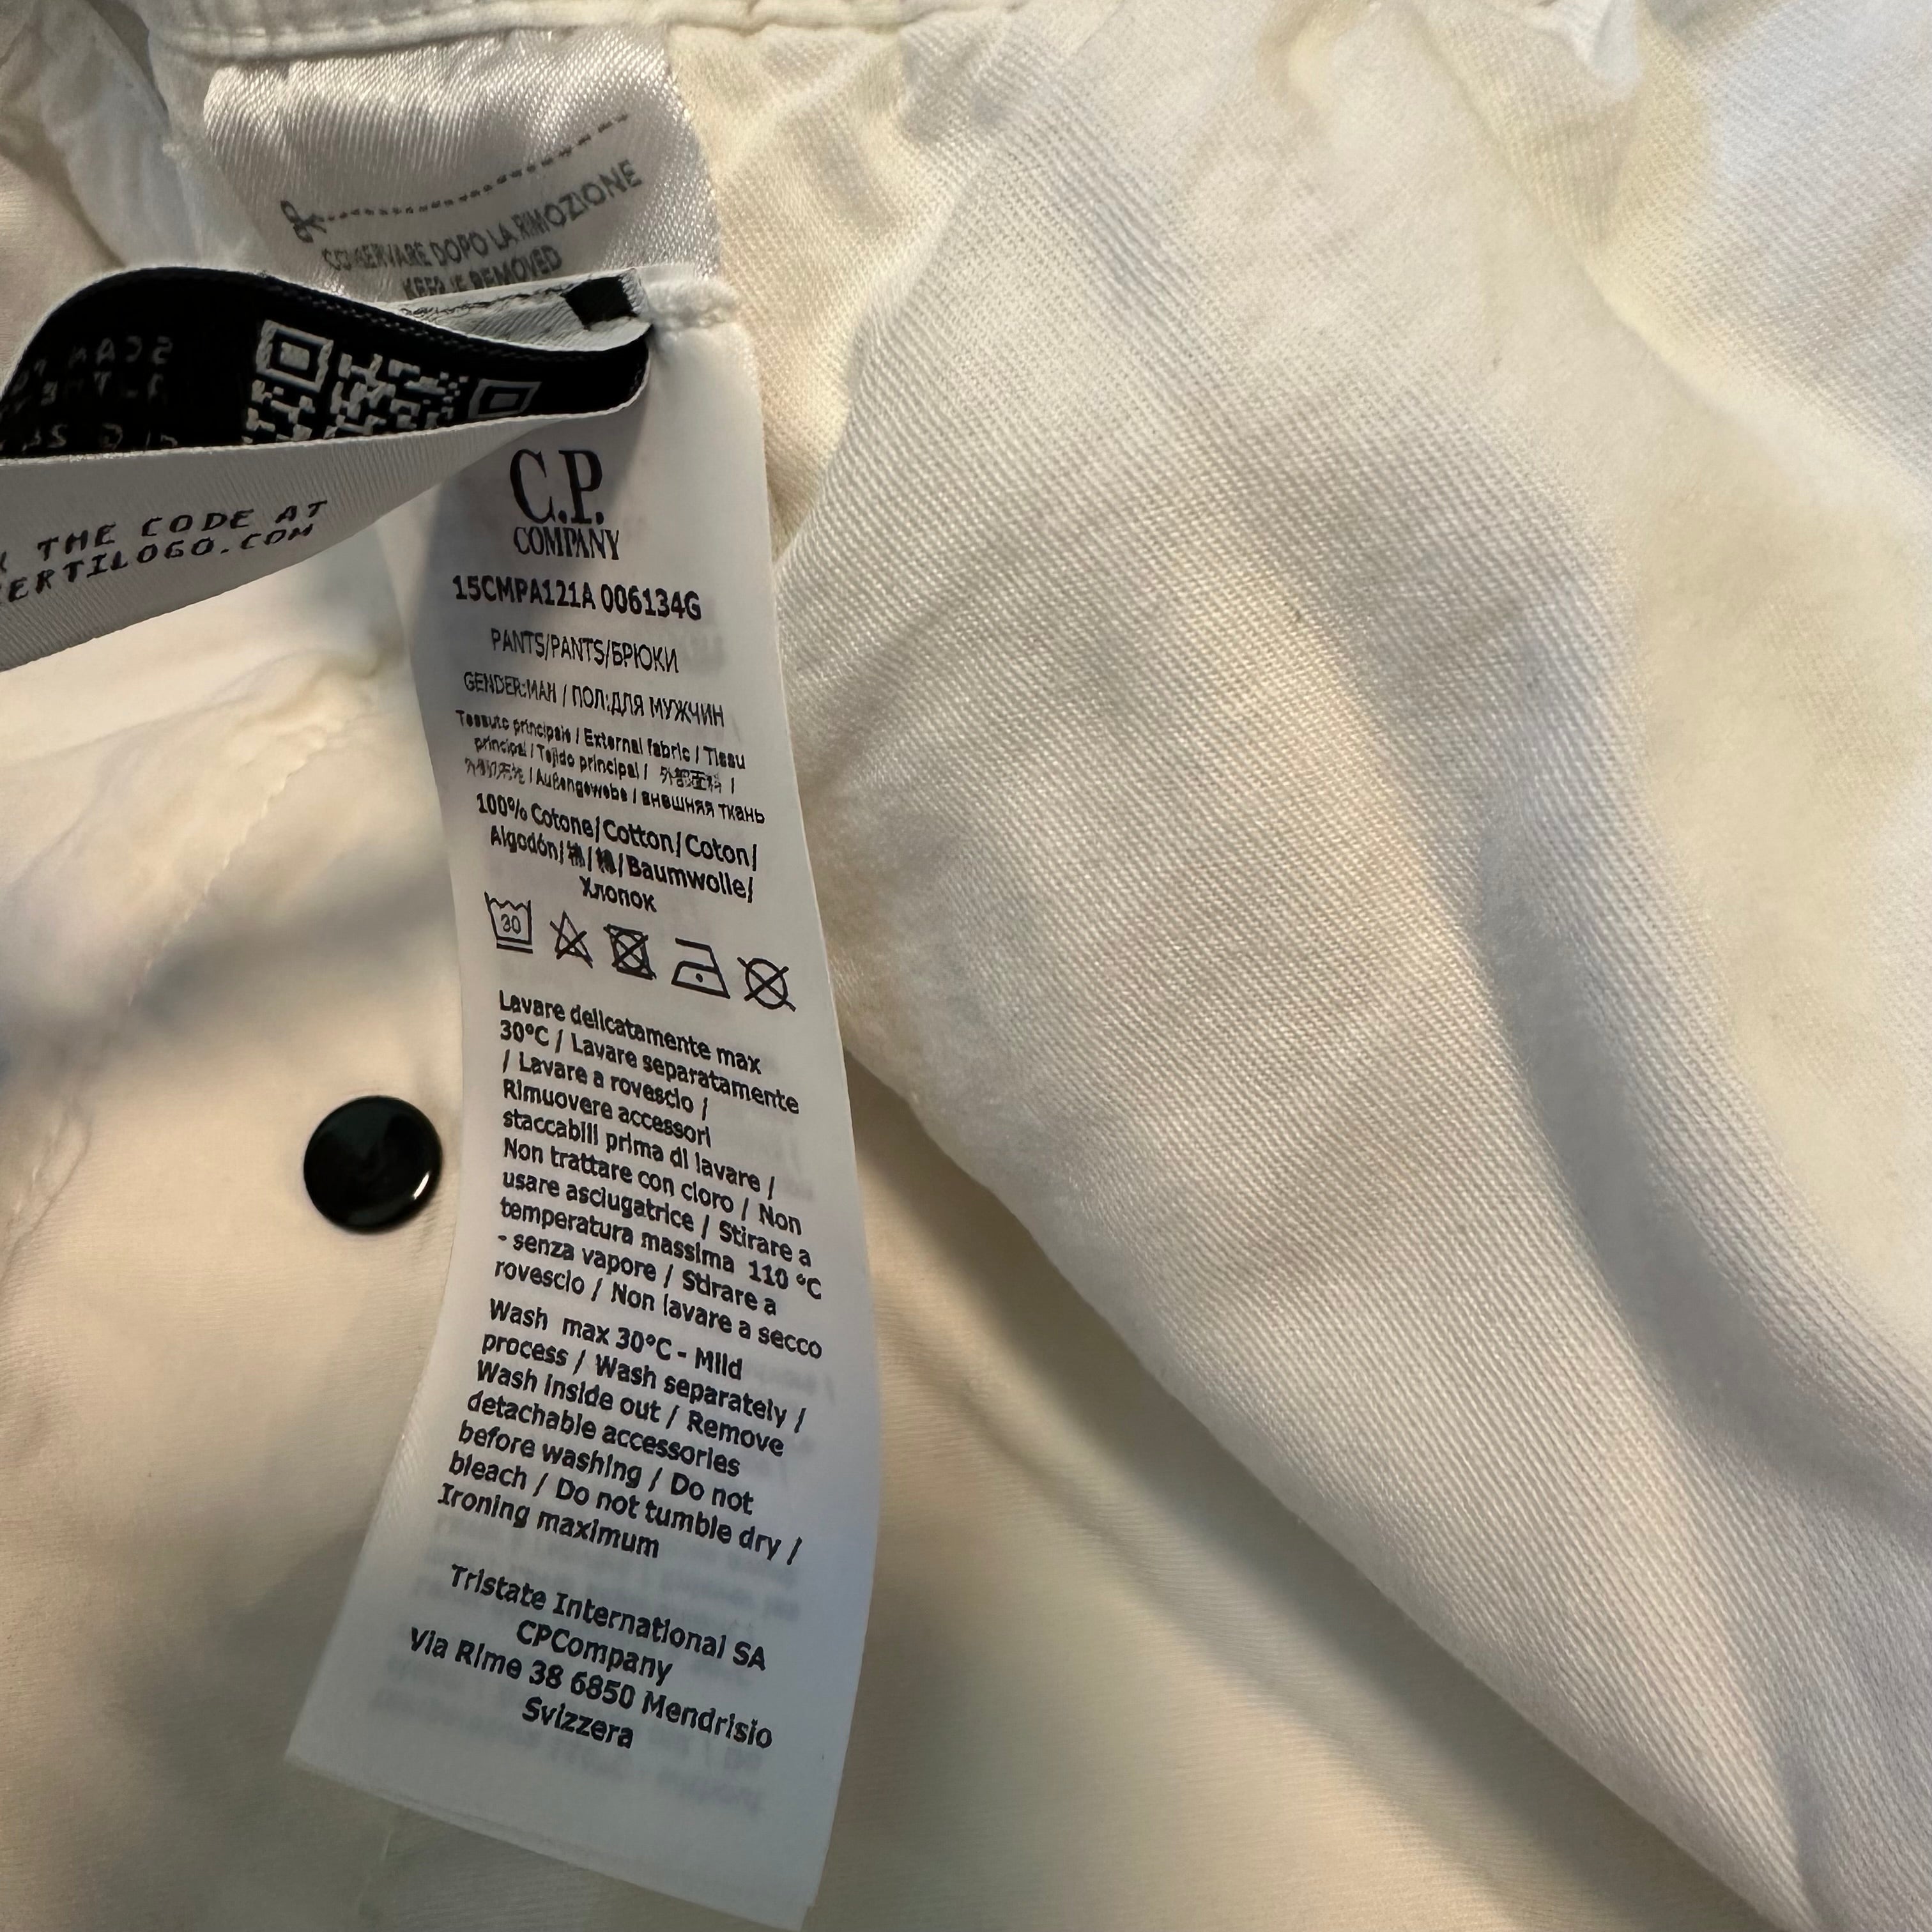 CONSERVARE DOPO LA RIMOZIONE
KEEP IF REMOVED
SCAN
THE CODE AT
ERTILOGO.COM
C.P.
COMPANY
15CMPA121A 006134G
PANTS/PANTS/БРЮКИ
GENDER:MAN / ПОЛ:ДЛЯ МУЖЧИН
Tessuto principale / External fabric / Tissu
principal / Tejido principal / 外部面料 /
/ Außengewebe / внешняя ткань
100% Cotone/Cotton/Coton/
Algodón/棉/綿/Baumwolle/
Хлопок
30
Lavare delicatamente max
30°C / Lavare separatamente
/ Lavare a rovescio /
Rimuovere accessori
staccabili prima di lavare /
Non trattare con cloro / Non
usare asciugatrice / Stirare a
temperatura massima 110 °C
- senza vapore / Stirare a
rovescio / Non lavare a secco
Wash max 30°C - Mild
process / Wash separately /
Wash inside out / Remove
detachable accessories
before washing / Do not
bleach / Do not tumble dry /
Ironing maximum
Tristate International SA
CPCompany
Via Rime 38 6850 Mendrisio
Svizzera